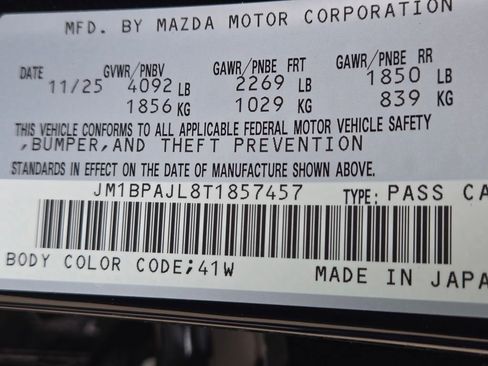 MFD. BY MAZDA MOTOR CORPORATION
DATE GVWR/PNBV GAWR/PNBE FRT GAWR/PNBE RR
11/25 4092 LB 2269 LB 1850 LB
1856 KG 1029 KG 839 KG
THIS VEHICLE CONFORMS TO ALL APPLICABLE FEDERAL MOTOR VEHICLE SAFETY
,BUMPER,AND THEFT PREVENTION
STANDARDS IN EFFECT ON THE DATE OF MANUFACTURE SHOWN ABOVE.
JM1BPAJL8T1857457 TYPE: PASS CA
BODY COLOR CODE;41W MADE IN JAPA